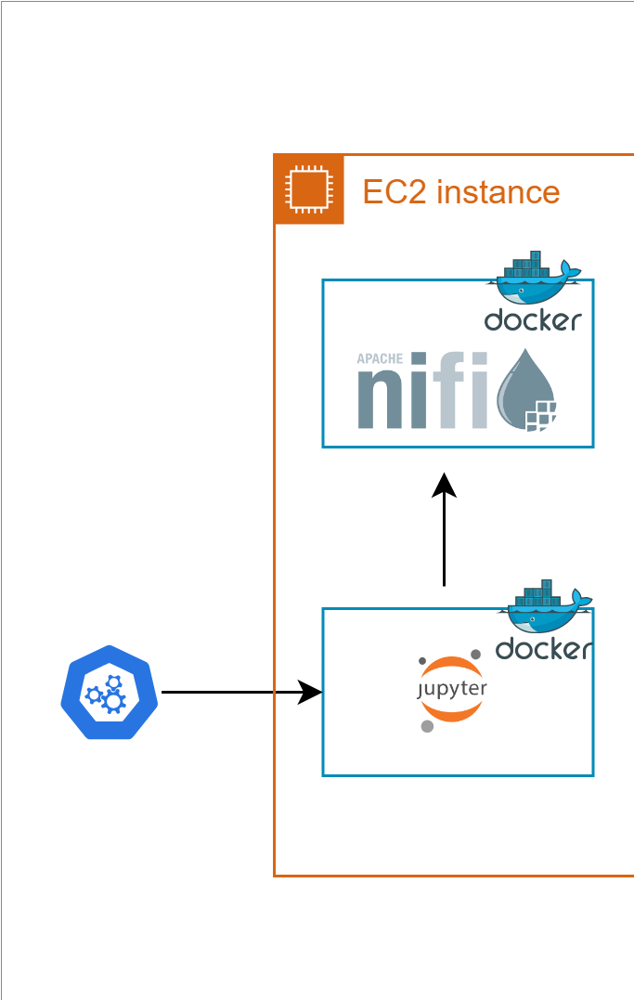 EC2 instance
docker
APACHE
nifi
docker
jupyter